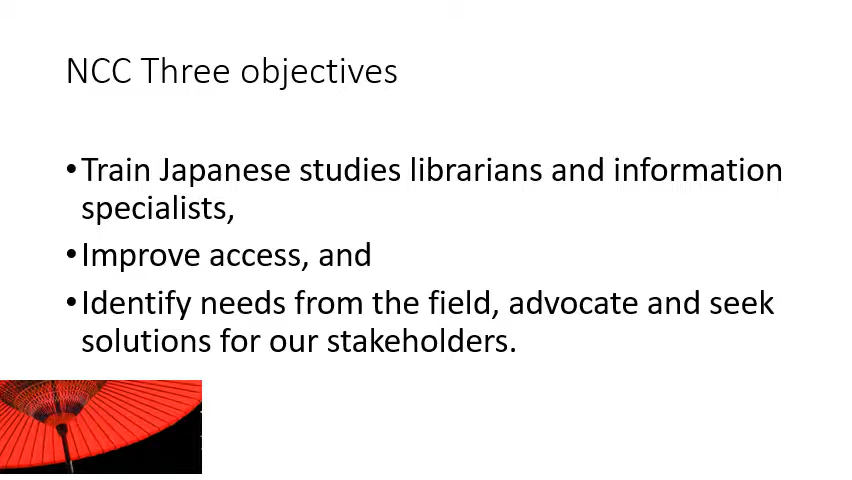 NCC Three objectives
•Train Japanese studies librarians and information
specialists,
•Improve access, and
•Identify needs from the field, advocate and seek
solutions for our stakeholders.